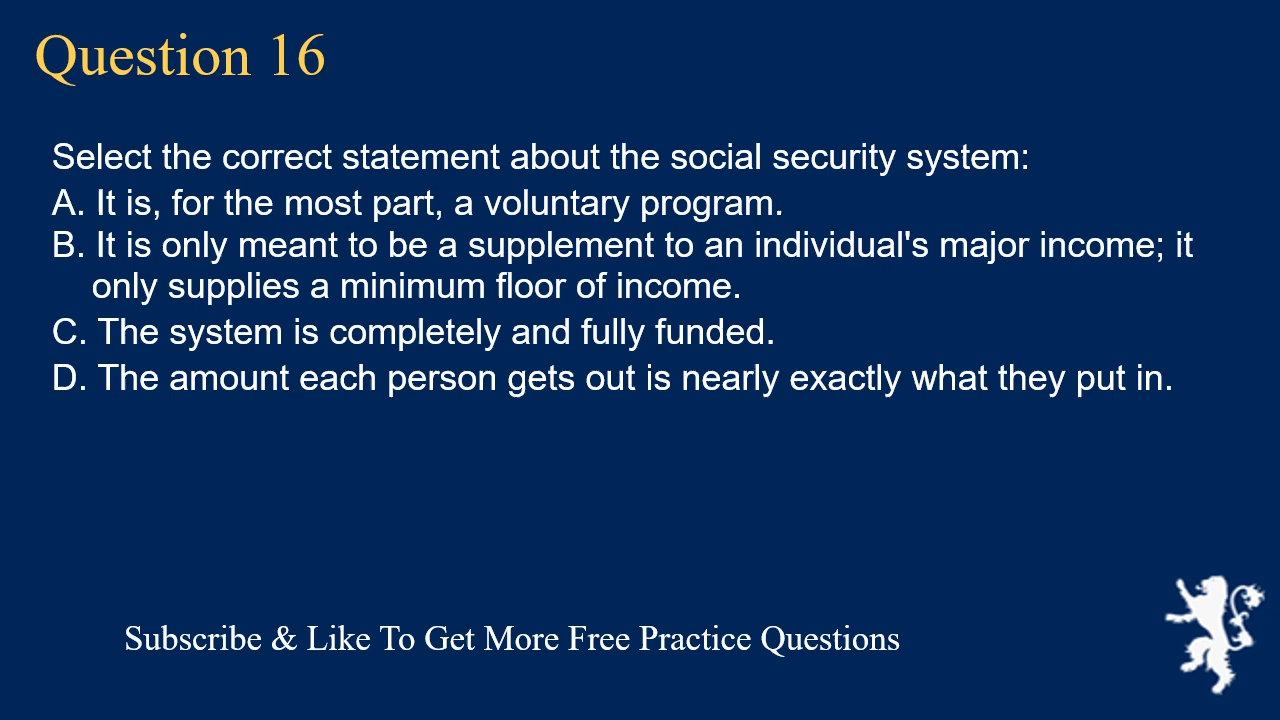 Question 16
Select the correct statement about the social security system:
A. It is, for the most part, a voluntary program.
B. It is only meant to be a supplement to an individual's major income; it
only supplies a minimum floor of income.
C. The system is completely and fully funded.
D. The amount each person gets out is nearly exactly what they put in.
Subscribe & Like To Get More Free Practice Questions